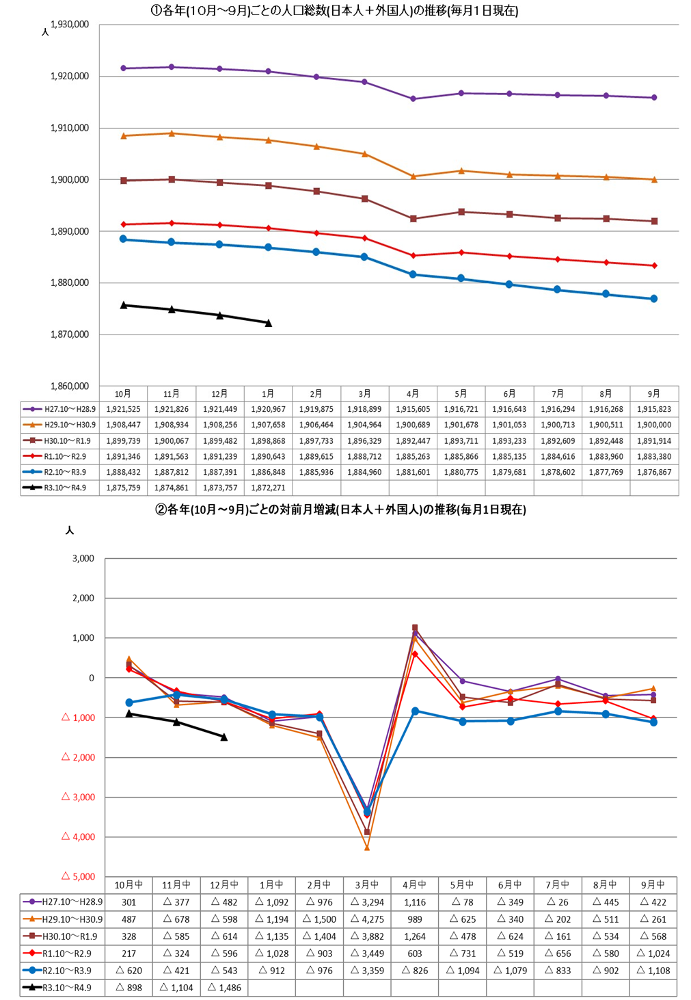 ①各年(１０月～９月)ごとの人口総数(日本人＋外国人)の推移(毎月１日現在)
人
1,930,000
1,920,000
1,910,000
1,900,000
1,890,000
1,880,000
1,870,000
1,860,000
10月 11月 12月 1月 2月 3月 4月 5月 6月 7月 8月 9月
H27.10～H28.9 1,921,525 1,921,826 1,921,449 1,920,967 1,919,875 1,918,899 1,915,605 1,916,721 1,916,643 1,916,294 1,916,268 1,915,823
H29.10～H30.9 1,908,447 1,908,934 1,908,256 1,907,658 1,906,464 1,904,964 1,900,689 1,901,678 1,901,053 1,900,713 1,900,511 1,900,000
H30.10～R1.9 1,899,739 1,900,067 1,899,482 1,898,868 1,897,733 1,896,329 1,892,447 1,893,711 1,893,233 1,892,609 1,892,448 1,891,914
R1.10～R2.9 1,891,346 1,891,563 1,891,239 1,890,643 1,889,615 1,888,712 1,885,263 1,885,866 1,885,135 1,884,616 1,883,960 1,883,380
R2.10～R3.9 1,888,432 1,887,812 1,887,391 1,886,848 1,885,936 1,884,960 1,881,601 1,880,775 1,879,681 1,878,602 1,877,769 1,876,867
R3.10～R4.9 1,875,759 1,874,861 1,873,757 1,872,271
②各年(10月～9月)ごとの対前月増減(日本人＋外国人)の推移(毎月1日現在)
人
3,000
2,000
1,000
0
△ 1,000
△ 2,000
△ 3,000
△ 4,000
△ 5,000
10月中 11月中 12月中 1月中 2月中 3月中 4月中 5月中 6月中 7月中 8月中 9月中
H27.10～H28.9 301 △ 377 △ 482 △ 1,092 △ 976 △ 3,294 1,116 △ 78 △ 349 △ 26 △ 445 △ 422
H29.10～H30.9 487 △ 678 △ 598 △ 1,194 △ 1,500 △ 4,275 989 △ 625 △ 340 △ 202 △ 511 △ 261
H30.10～R1.9 328 △ 585 △ 614 △ 1,135 △ 1,404 △ 3,882 1,264 △ 478 △ 624 △ 161 △ 534 △ 568
R1.10～R2.9 217 △ 324 △ 596 △ 1,028 △ 903 △ 3,449 603 △ 731 △ 519 △ 656 △ 580 △ 1,024
R2.10～R3.9 △ 620 △ 421 △ 543 △ 912 △ 976 △ 3,359 △ 826 △ 1,094 △ 1,079 △ 833 △ 902 △ 1,108
R3.10～R4.9 △ 898 △ 1,104 △ 1,486